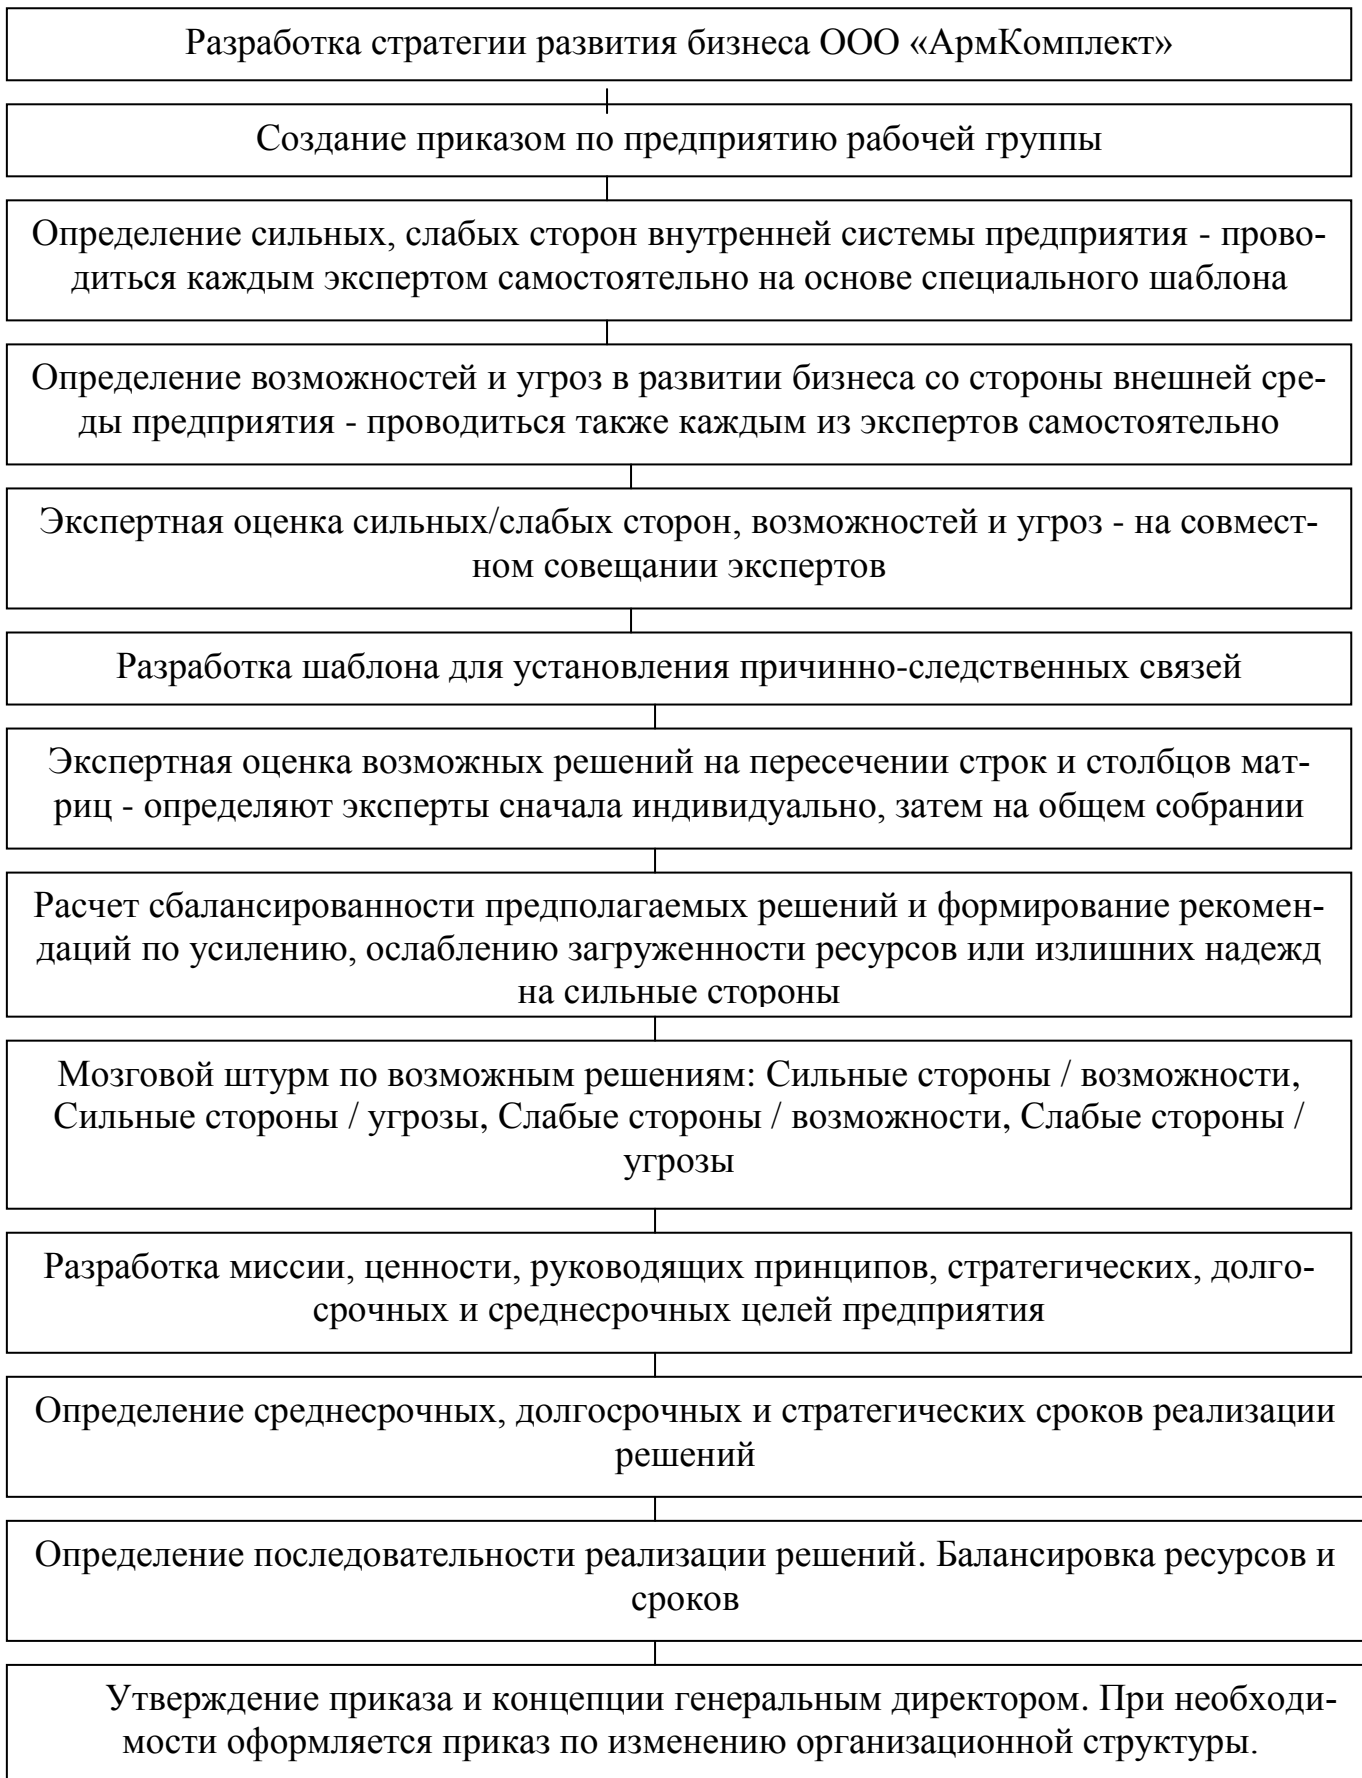 Разработка стратегии развития бизнеса ООО «АрмКомплект»
Создание приказом по предприятию рабочей группы
Определение сильных, слабых сторон внутренней системы предприятия - прово-
диться каждым экспертом самостоятельно на основе специального шаблона
Определение возможностей и угроз в развитии бизнеса со стороны внешней сре-
ды предприятия - проводиться также каждым из экспертов самостоятельно
Экспертная оценка сильных/слабых сторон, возможностей и угроз - на совмест-
ном совещании экспертов
Разработка шаблона для установления причинно-следственных связей
Экспертная оценка возможных решений на пересечении строк и столбцов мат-
риц - определяют эксперты сначала индивидуально, затем на общем собрании
Расчет сбалансированности предполагаемых решений и формирование рекомен-
даций по усилению, ослаблению загруженности ресурсов или излишних надежд
на сильные стороны
Мозговой штурм по возможным решениям: Сильные стороны / возможности,
Сильные стороны / угрозы, Слабые стороны / возможности, Слабые стороны /
угрозы
Разработка миссии, ценности, руководящих принципов, стратегических, долго-
срочных и среднесрочных целей предприятия
Определение среднесрочных, долгосрочных и стратегических сроков реализации
решений
Определение последовательности реализации решений. Балансировка ресурсов и
сроков
Утверждение приказа и концепции генеральным директором. При необходи-
мости оформляется приказ по изменению организационной структуры.